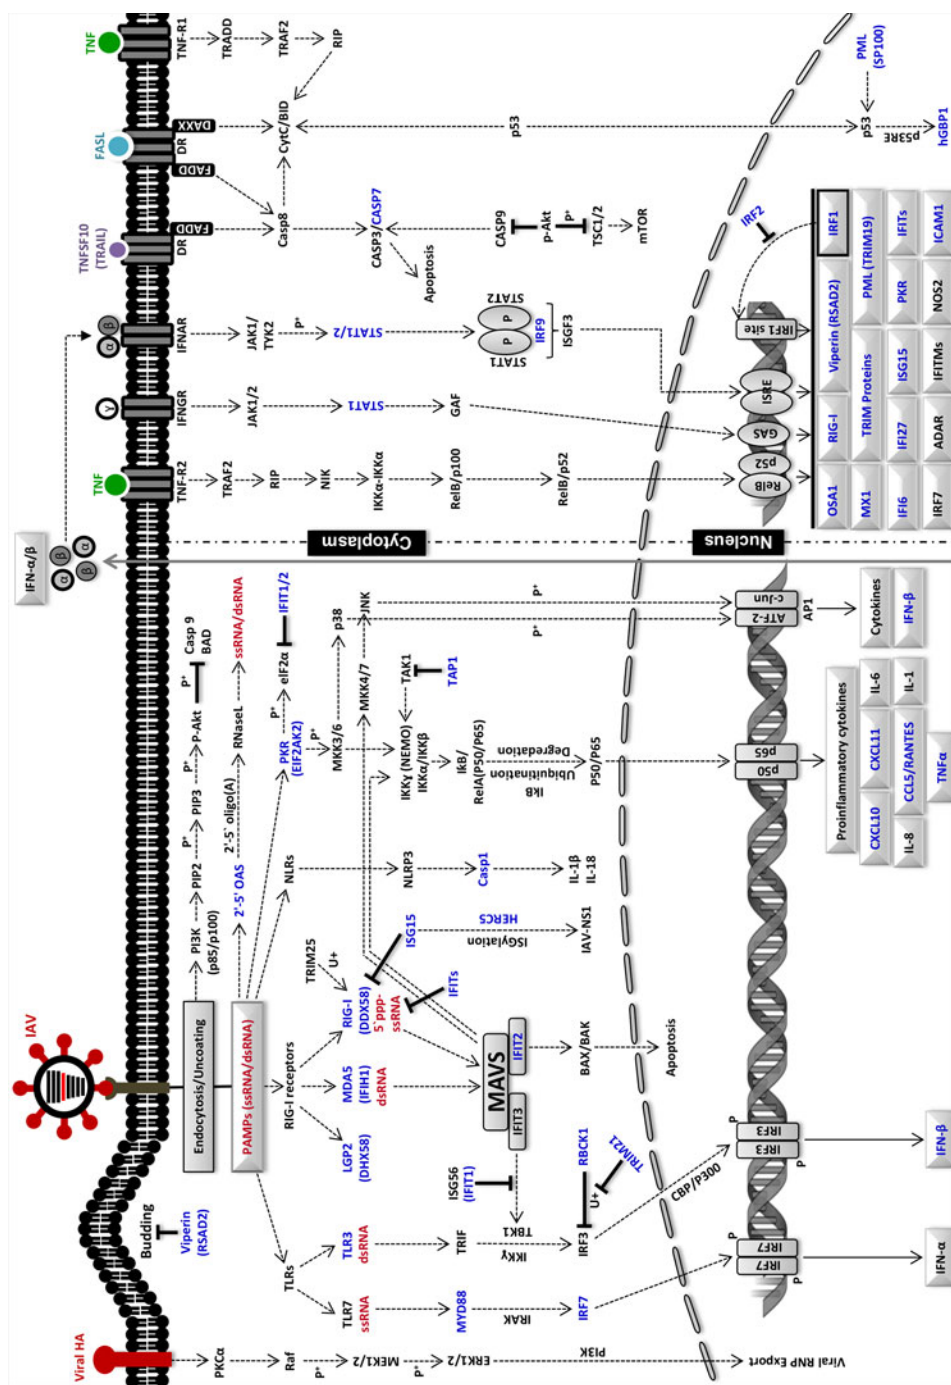 Viral HA
PKCα
Raf
P⁺
MEK1/2
P⁺
ERK1/2
PI3K
Viral RNP Export
Budding
Viperin
(RSAD2)
IAV
Endocytosis/Uncoating
PI3K
(p85/p100)
PIP2
P⁺
PIP3
P⁺
P-Akt
P⁺
Casp 9
BAD
PAMPs (ssRNA/dsRNA)
2'-5' OAS
2'-5` oligo(A)
RNaseL
ssRNA/dsRNA
PKR
(EIF2AK2)
P⁺
eIF2α
IFIT1/2
P⁺
MKK3/6
p38
MKK4/7
JNK
P⁺
P⁺
TLRs
TLR7
ssRNA
MYD88
IRAK
IRF7
TLR3
dsRNA
TRIF
IKKγ
TBK1
IRF3
U+
RBCK1
TRIM21
CBP/P300
RIG-I receptors
LGP2
(DHX58)
MDA5
(IFIH1)
dsRNA
RIG-I
(DDX58)
5`ppp-
ssRNA
TRIM25
U+
ISG15
IFITs
ISGylation
HERC5
IAV-NS1
MAVS
IFIT3
IFIT2
ISG56
(IFIT1)
BAX/BAK
Apoptosis
NLRs
NLRP3
Casp1
IL-1β
IL-18
IKKγ (NEMO)
IKKα/IKKβ
TAK1
TAP1
IkB/
RelA(P50/P65)
IkB
Ubiquitination
Degradation
P50/P65
P
IRF7
IRF7
P
IFN-α
P
IRF3
IRF3
P
IFN-β
p50
p65
Proinflammatory cytokines
CXCL10
CXCL11
IL-6
IL-8
CCL5/RANTES
IL-1
TNFα
ATF-2
c-Jun
AP1
Cytokines
IFN-β
IFN-α/β
α
β
β
α
Cytoplasm
Nucleus
TNF
TNF-R2
TRAF2
RIP
NIK
IKKα-IKKα
RelB/p100
RelB/p52
RelB
p52
γ
IFNGR
JAK1/2
STAT1
GAF
GAS
α
β
IFNAR
JAK1/
TYK2
P⁺
STAT1/2
STAT1
P
P
STAT2
IRF9
ISGF3
ISRE
IRF1 site
IRF2
TNFSF10
(TRAIL)
DR
FADD
FASL
FADD
DR
DAXX
Casp8
CytC/BID
CASP3/CASP7
Apoptosis
CASP9
p-Akt
P⁺
TSC1/2
mTOR
TNF
TNF-R1
TRADD
TRAF2
RIP
p53
p53
PML
(SP100)
p53RE
hGBP1
OSA1
RIG-I
Viperin (RSAD2)
IRF1
MX1
TRIM Proteins
PML (TRIM19)
IFI6
IFI27
ISG15
PKR
IFITs
IRF7
ADAR
IFITMs
NOS2
ICAM1